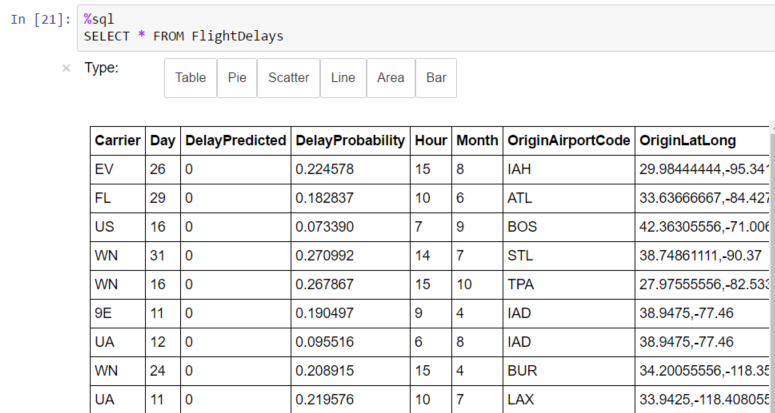 In [21]: %sql
SELECT * FROM FlightDelays
× Type: Table Pie Scatter Line Area Bar
Carrier Day DelayPredicted DelayProbability Hour Month OriginAirportCode OriginLatLong
EV 26 0 0.224578 15 8 IAH 29.98444444,-95.341
FL 29 0 0.182837 10 6 ATL 33.63666667,-84.427
US 16 0 0.073390 7 9 BOS 42.36305556,-71.006
WN 31 0 0.270992 14 7 STL 38.74861111,-90.37
WN 16 0 0.267867 15 10 TPA 27.97555556,-82.533
9E 11 0 0.190497 9 4 IAD 38.9475,-77.46
UA 12 0 0.095516 6 8 IAD 38.9475,-77.46
WN 24 0 0.208915 15 4 BUR 34.20055556,-118.35
UA 11 0 0.219576 10 7 LAX 33.9425,-118.408055